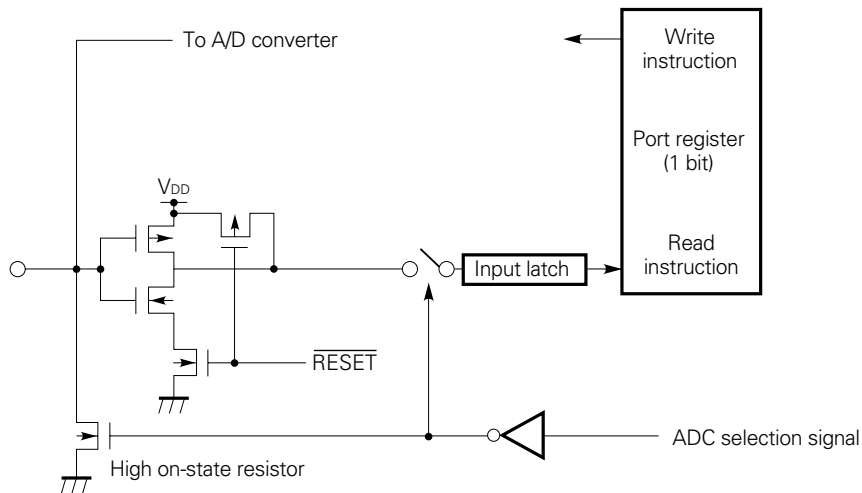 To A/D converter
Write
instruction
Port register
(1 bit)
VDD
Read
instruction
Input latch
RESET
ADC selection signal
High on-state resistor